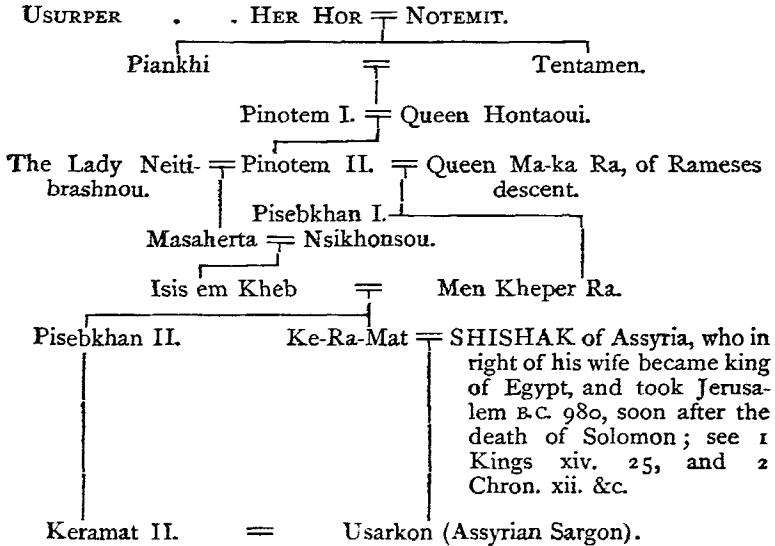 USURPER . . HER HOR = NOTEMIT.
Piankhi = Tentamen.
Pinotem I. = Queen Hontaoui.
The Lady Neiti- = Pinotem II. = Queen Ma-ka Ra, of Rameses
brashnou. descent.
Pisebkhan I.
Masaherta = Nsikhonsou.
Isis em Kheb = Men Kheper Ra.
Pisebkhan II. Ke-Ra-Mat = SHISHAK of Assyria, who in
right of his wife became king
of Egypt, and took Jerusa-
lem B.C. 980, soon after the
death of Solomon; see 1
Kings xiv. 25, and 2
Chron. xii. &c.
Keramat II. = Usarkon (Assyrian Sargon).